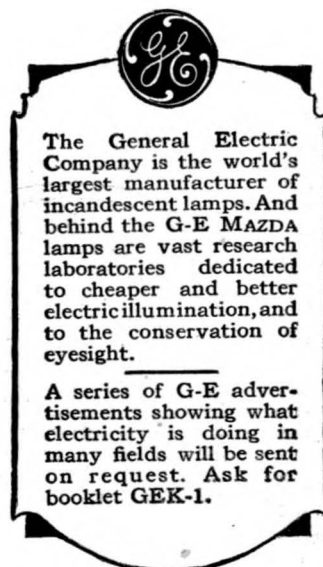 GE
The General Electric
Company is the world's
largest manufacturer of
incandescent lamps. And
behind the G-E MAZDA
lamps are vast research
laboratories dedicated
to cheaper and better
electric illumination, and
to the conservation of
eyesight.
A series of G-E adver-
tisements showing what
electricity is doing in
many fields will be sent
on request. Ask for
booklet GEK-1.